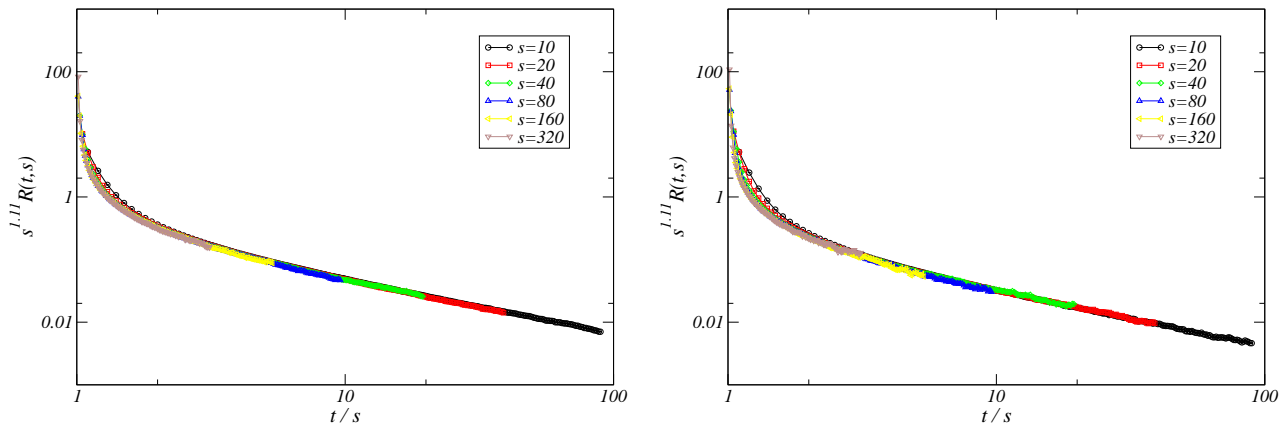 100
1
0.01
s^{1.11}R(t,s)
1
10
100
t / s
s=10
s=20
s=40
s=80
s=160
s=320
100
1
0.01
s^{1.11}R(t,s)
1
10
100
t / s
s=10
s=20
s=40
s=80
s=160
s=320